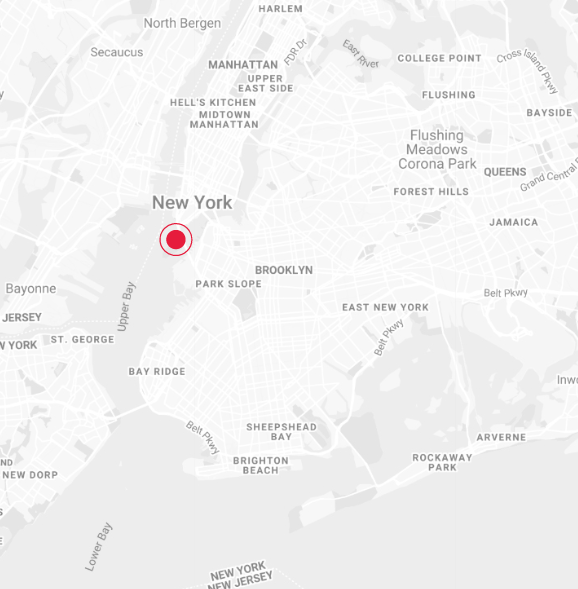 HARLEM
North Bergen
Secaucus
FDR Dr
East River
MANHATTAN
COLLEGE POINT
Cross Island Pkwy
UPPER
EAST SIDE
FLUSHING
HELL'S KITCHEN
MIDTOWN
MANHATTAN
BAYSIDE
Flushing
Meadows
Corona Park
QUEENS
Grand Central
FOREST HILLS
New York
JAMAICA
BROOKLYN
PARK SLOPE
Bayonne
Upper Bay
Belt Pkwy
EAST NEW YORK
JERSEY
W YORK
ST. GEORGE
Belt Pkwy
BAY RIDGE
Inw
SHEEPSHEAD
BAY
Belt Pkwy
ARVERNE
BRIGHTON
BEACH
ROCKAWAY
PARK
ND
NEW DORP
Lower Bay
NEW YORK
NEW JERSEY